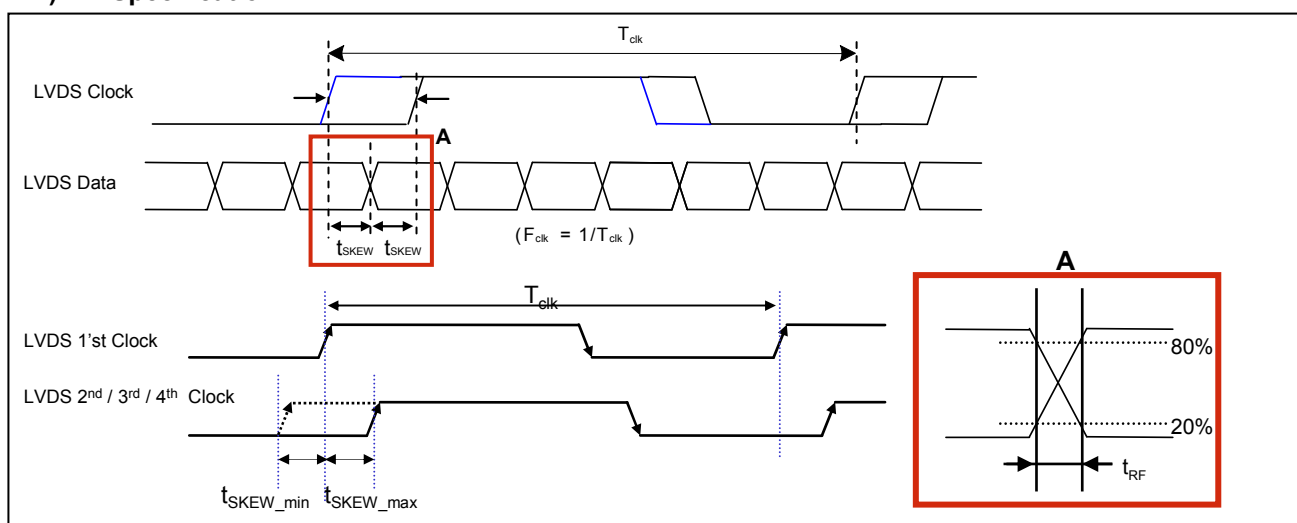 T clk
LVDS Clock
A
LVDS Data
tSKEW tSKEW
(Fclk = 1/Tclk )
A
Tclk
LVDS 1'st Clock
80%
LVDS 2nd / 3rd / 4th Clock
20%
tRF
tSKEW_min tSKEW_max